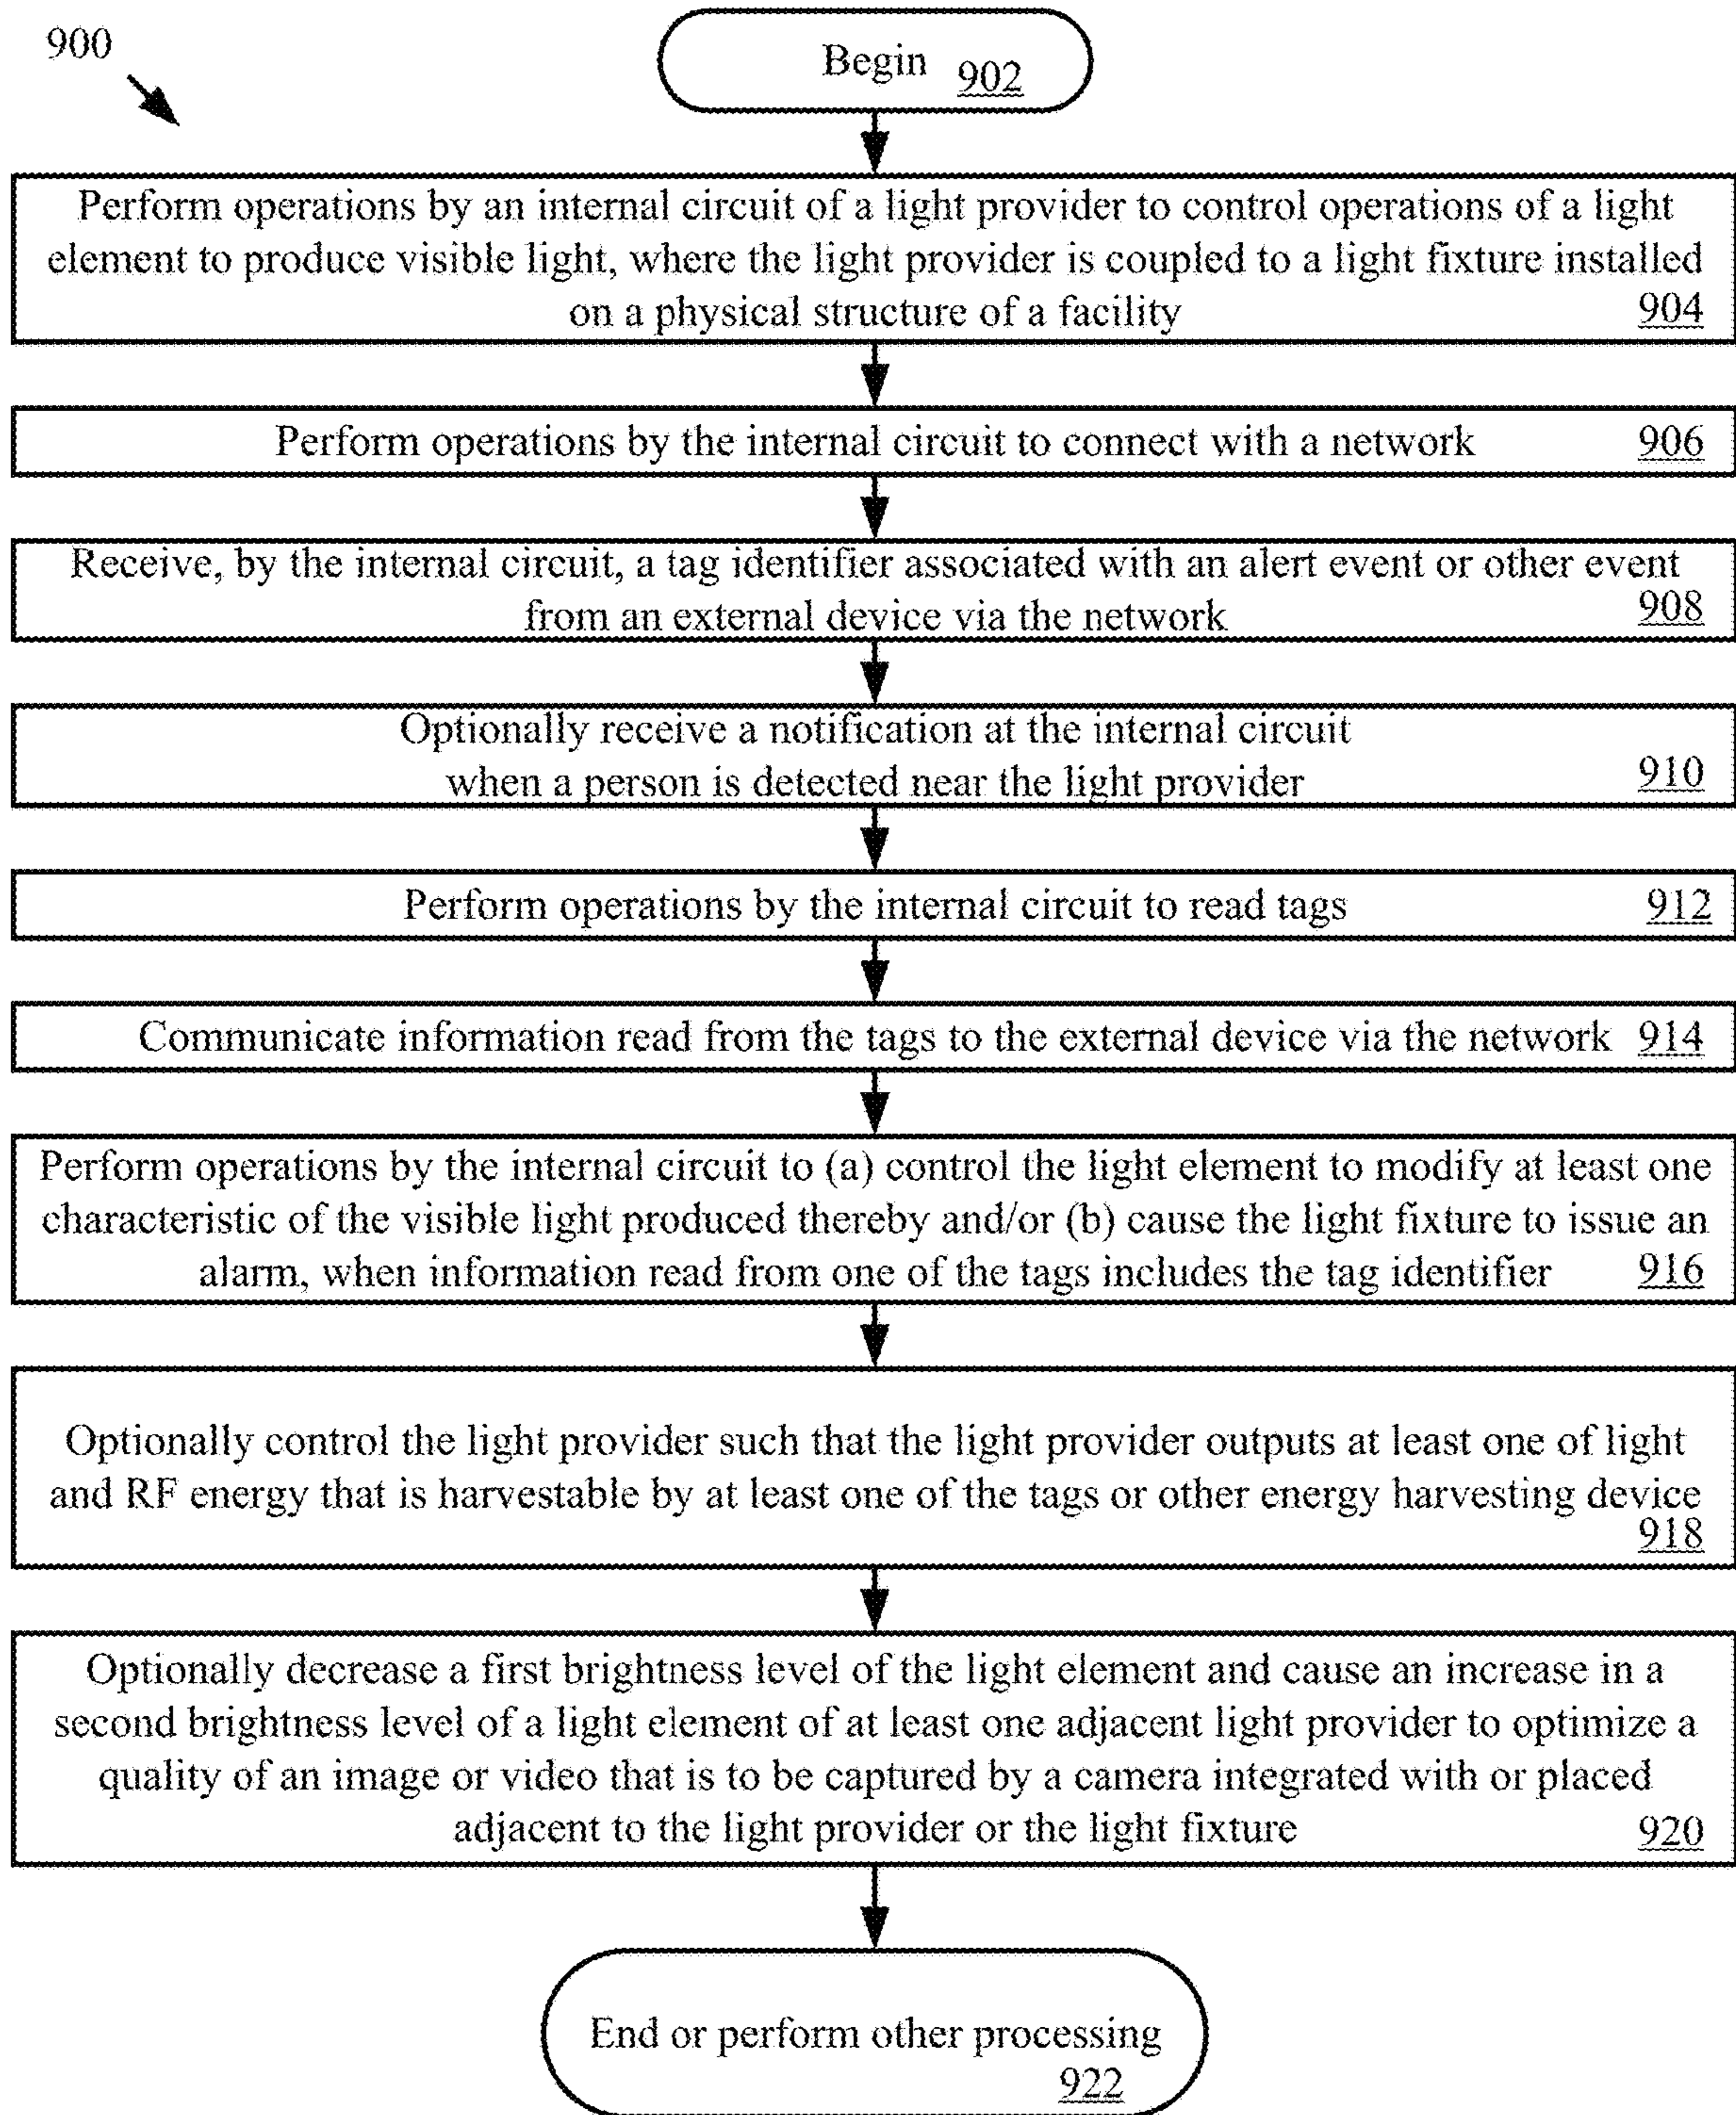 900
Begin 902
Perform operations by an internal circuit of a light provider to control operations of a light
element to produce visible light, where the light provider is coupled to a light fixture installed
on a physical structure of a facility 904
Perform operations by the internal circuit to connect with a network 906
Receive, by the internal circuit, a tag identifier associated with an alert event or other event
from an external device via the network 908
Optionally receive a notification at the internal circuit
when a person is detected near the light provider 910
Perform operations by the internal circuit to read tags 912
Communicate information read from the tags to the external device via the network 914
Perform operations by the internal circuit to (a) control the light element to modify at least one
characteristic of the visible light produced thereby and/or (b) cause the light fixture to issue an
alarm, when information read from one of the tags includes the tag identifier 916
Optionally control the light provider such that the light provider outputs at least one of light
and RF energy that is harvestable by at least one of the tags or other energy harvesting device
918
Optionally decrease a first brightness level of the light element and cause an increase in a
second brightness level of a light element of at least one adjacent light provider to optimize a
quality of an image or video that is to be captured by a camera integrated with or placed
adjacent to the light provider or the light fixture 920
End or perform other processing
922